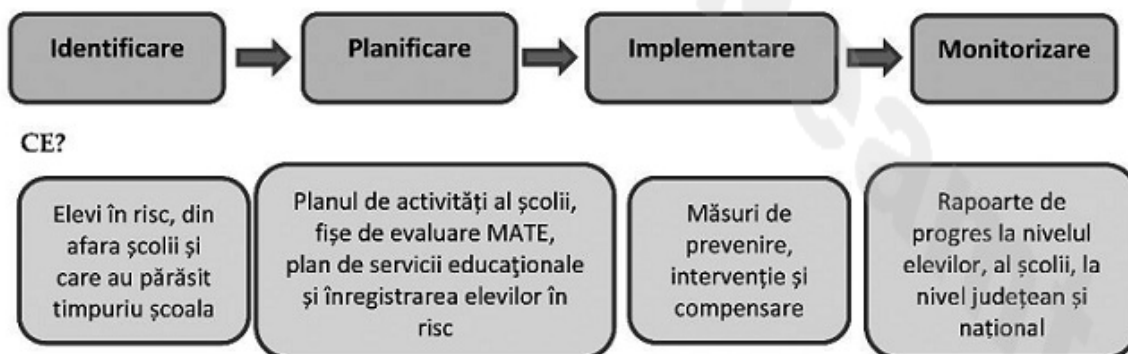 Identificare
Planificare
Implementare
Monitorizare
CE?
Elevi în risc, din
afara școlii și
care au părăsit
timpuriu școala
Planul de activități al școlii,
fișe de evaluare MATE,
plan de servicii educaţionale
și înregistrarea elevilor în
risc
Măsuri de
prevenire,
intervenție și
compensare
Rapoarte de
progres la nivelul
elevilor, al școlii, la
nivel județean și
național